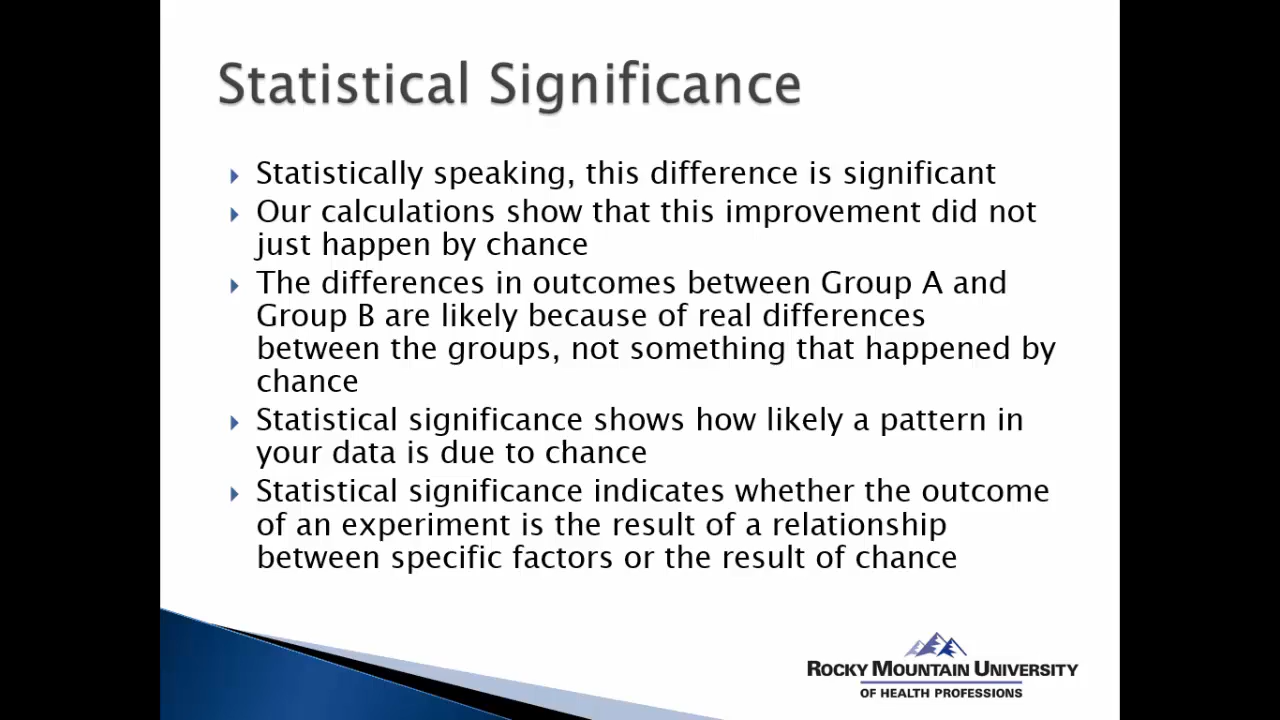 Statistical Significance
Statistically speaking, this difference is significant
Our calculations show that this improvement did not
just happen by chance
The differences in outcomes between Group A and
Group B are likely because of real differences
between the groups, not something that happened by
chance
Statistical significance shows how likely a pattern in
your data is due to chance
Statistical significance indicates whether the outcome
of an experiment is the result of a relationship
between specific factors or the result of chance
ROCKY MOUNTAIN UNIVERSITY
OF HEALTH PROFESSIONS